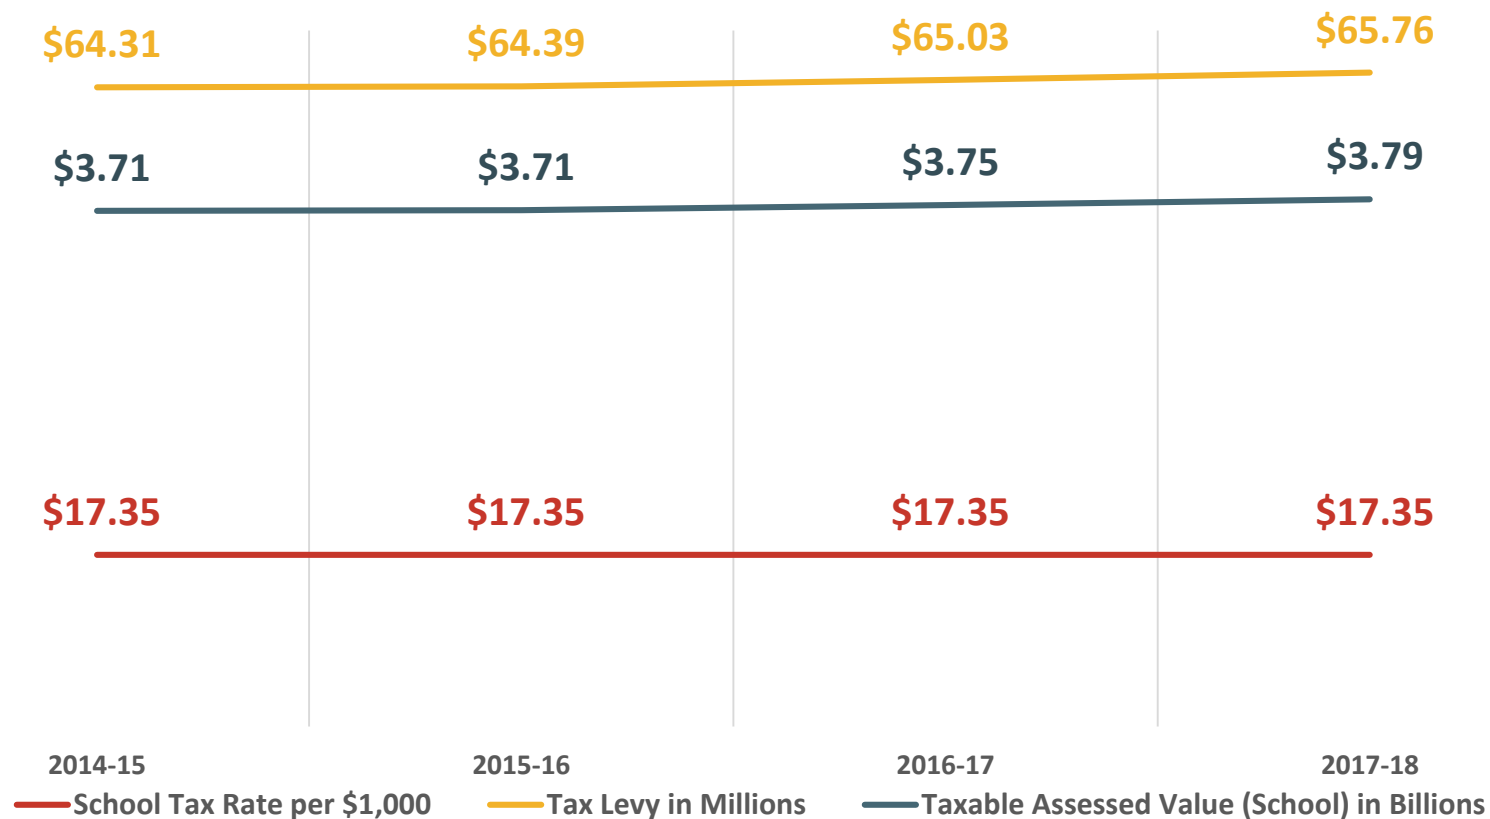 $64.31 $64.39 $65.03 $65.76
$3.71 $3.71 $3.75 $3.79
$17.35 $17.35 $17.35 $17.35
2014-15 2015-16 2016-17 2017-18
School Tax Rate per $1,000 Tax Levy in Millions Taxable Assessed Value (School) in Billions